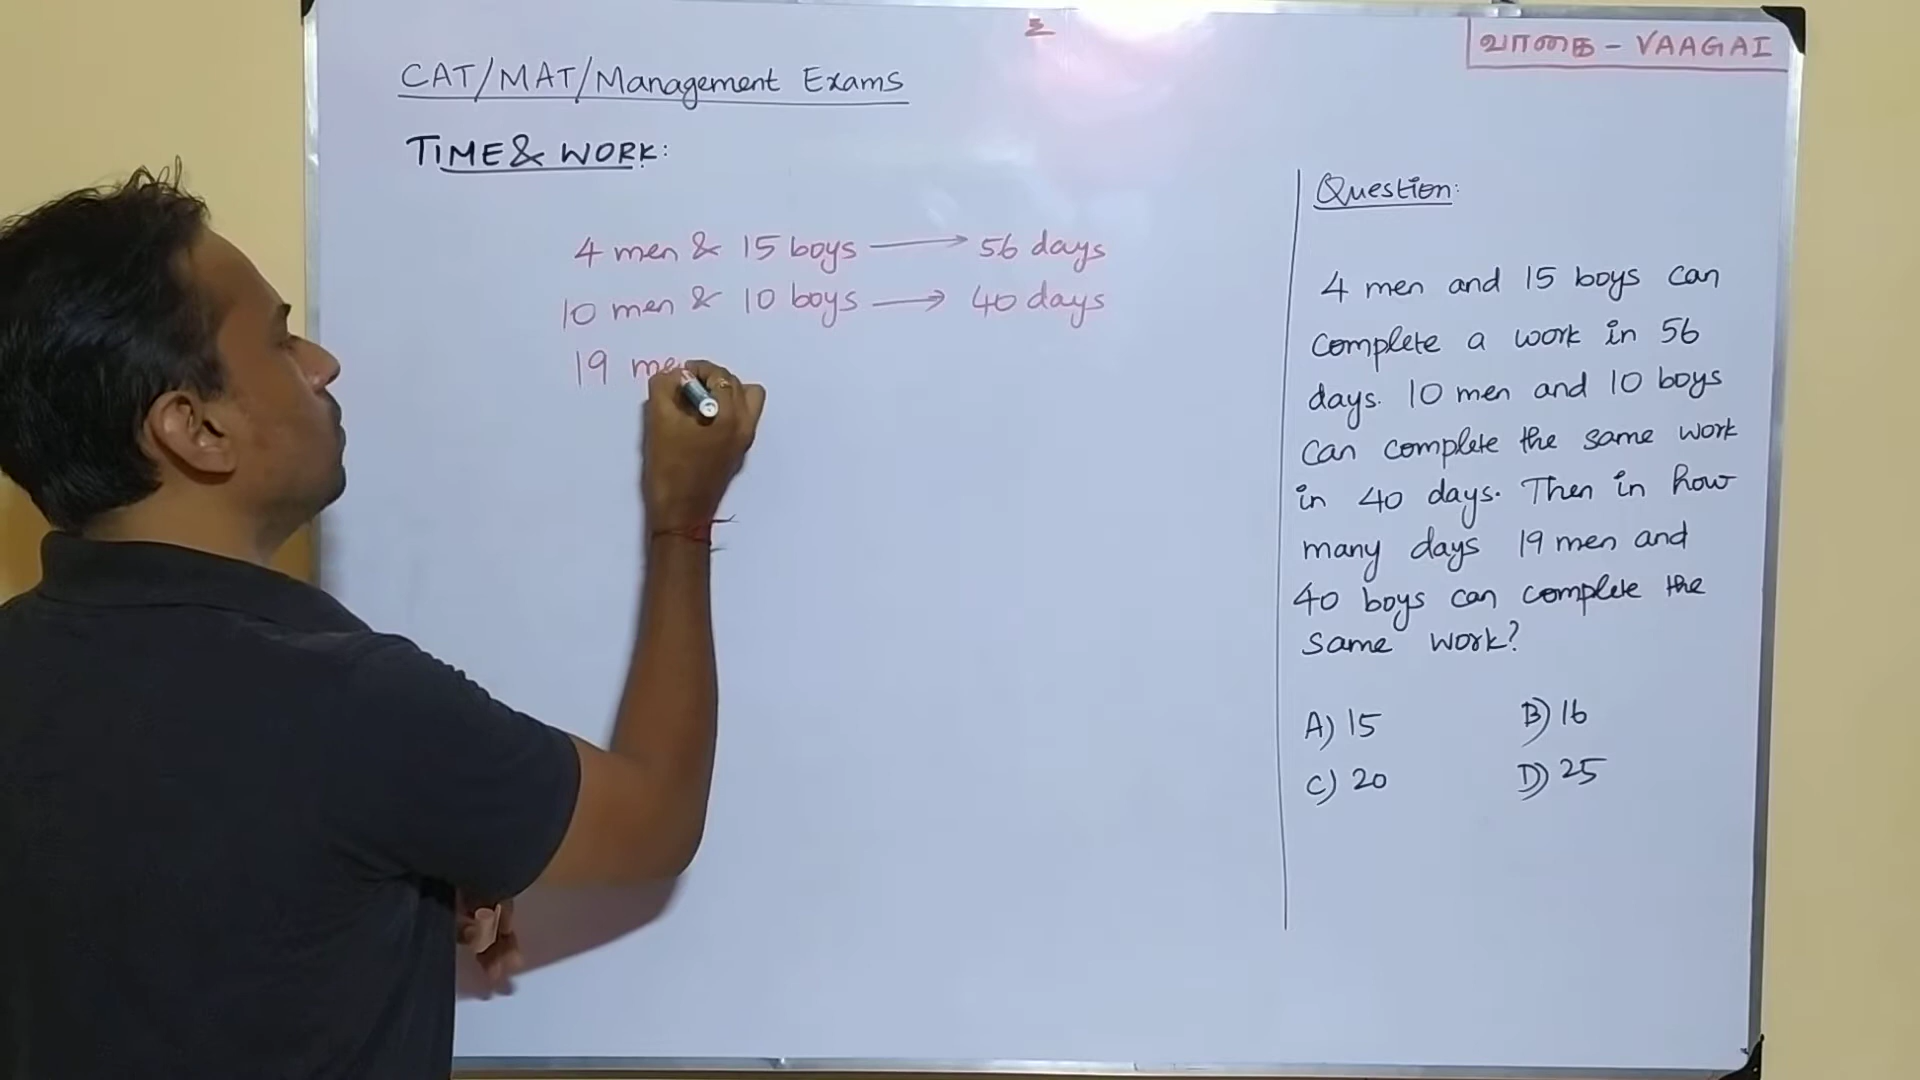 வாகை - VAAGAI
CAT/MAT/Management Exams
TIME & WORK:
4 men & 15 boys → 56 days
10 men & 10 boys → 40 days
19 me
Question:
4 men and 15 boys can
complete a work in 56
days. 10 men and 10 boys
can complete the same work
in 40 days. Then in how
many days 19 men and
40 boys can complete the
same work?
A) 15 B) 16
C) 20 D) 25